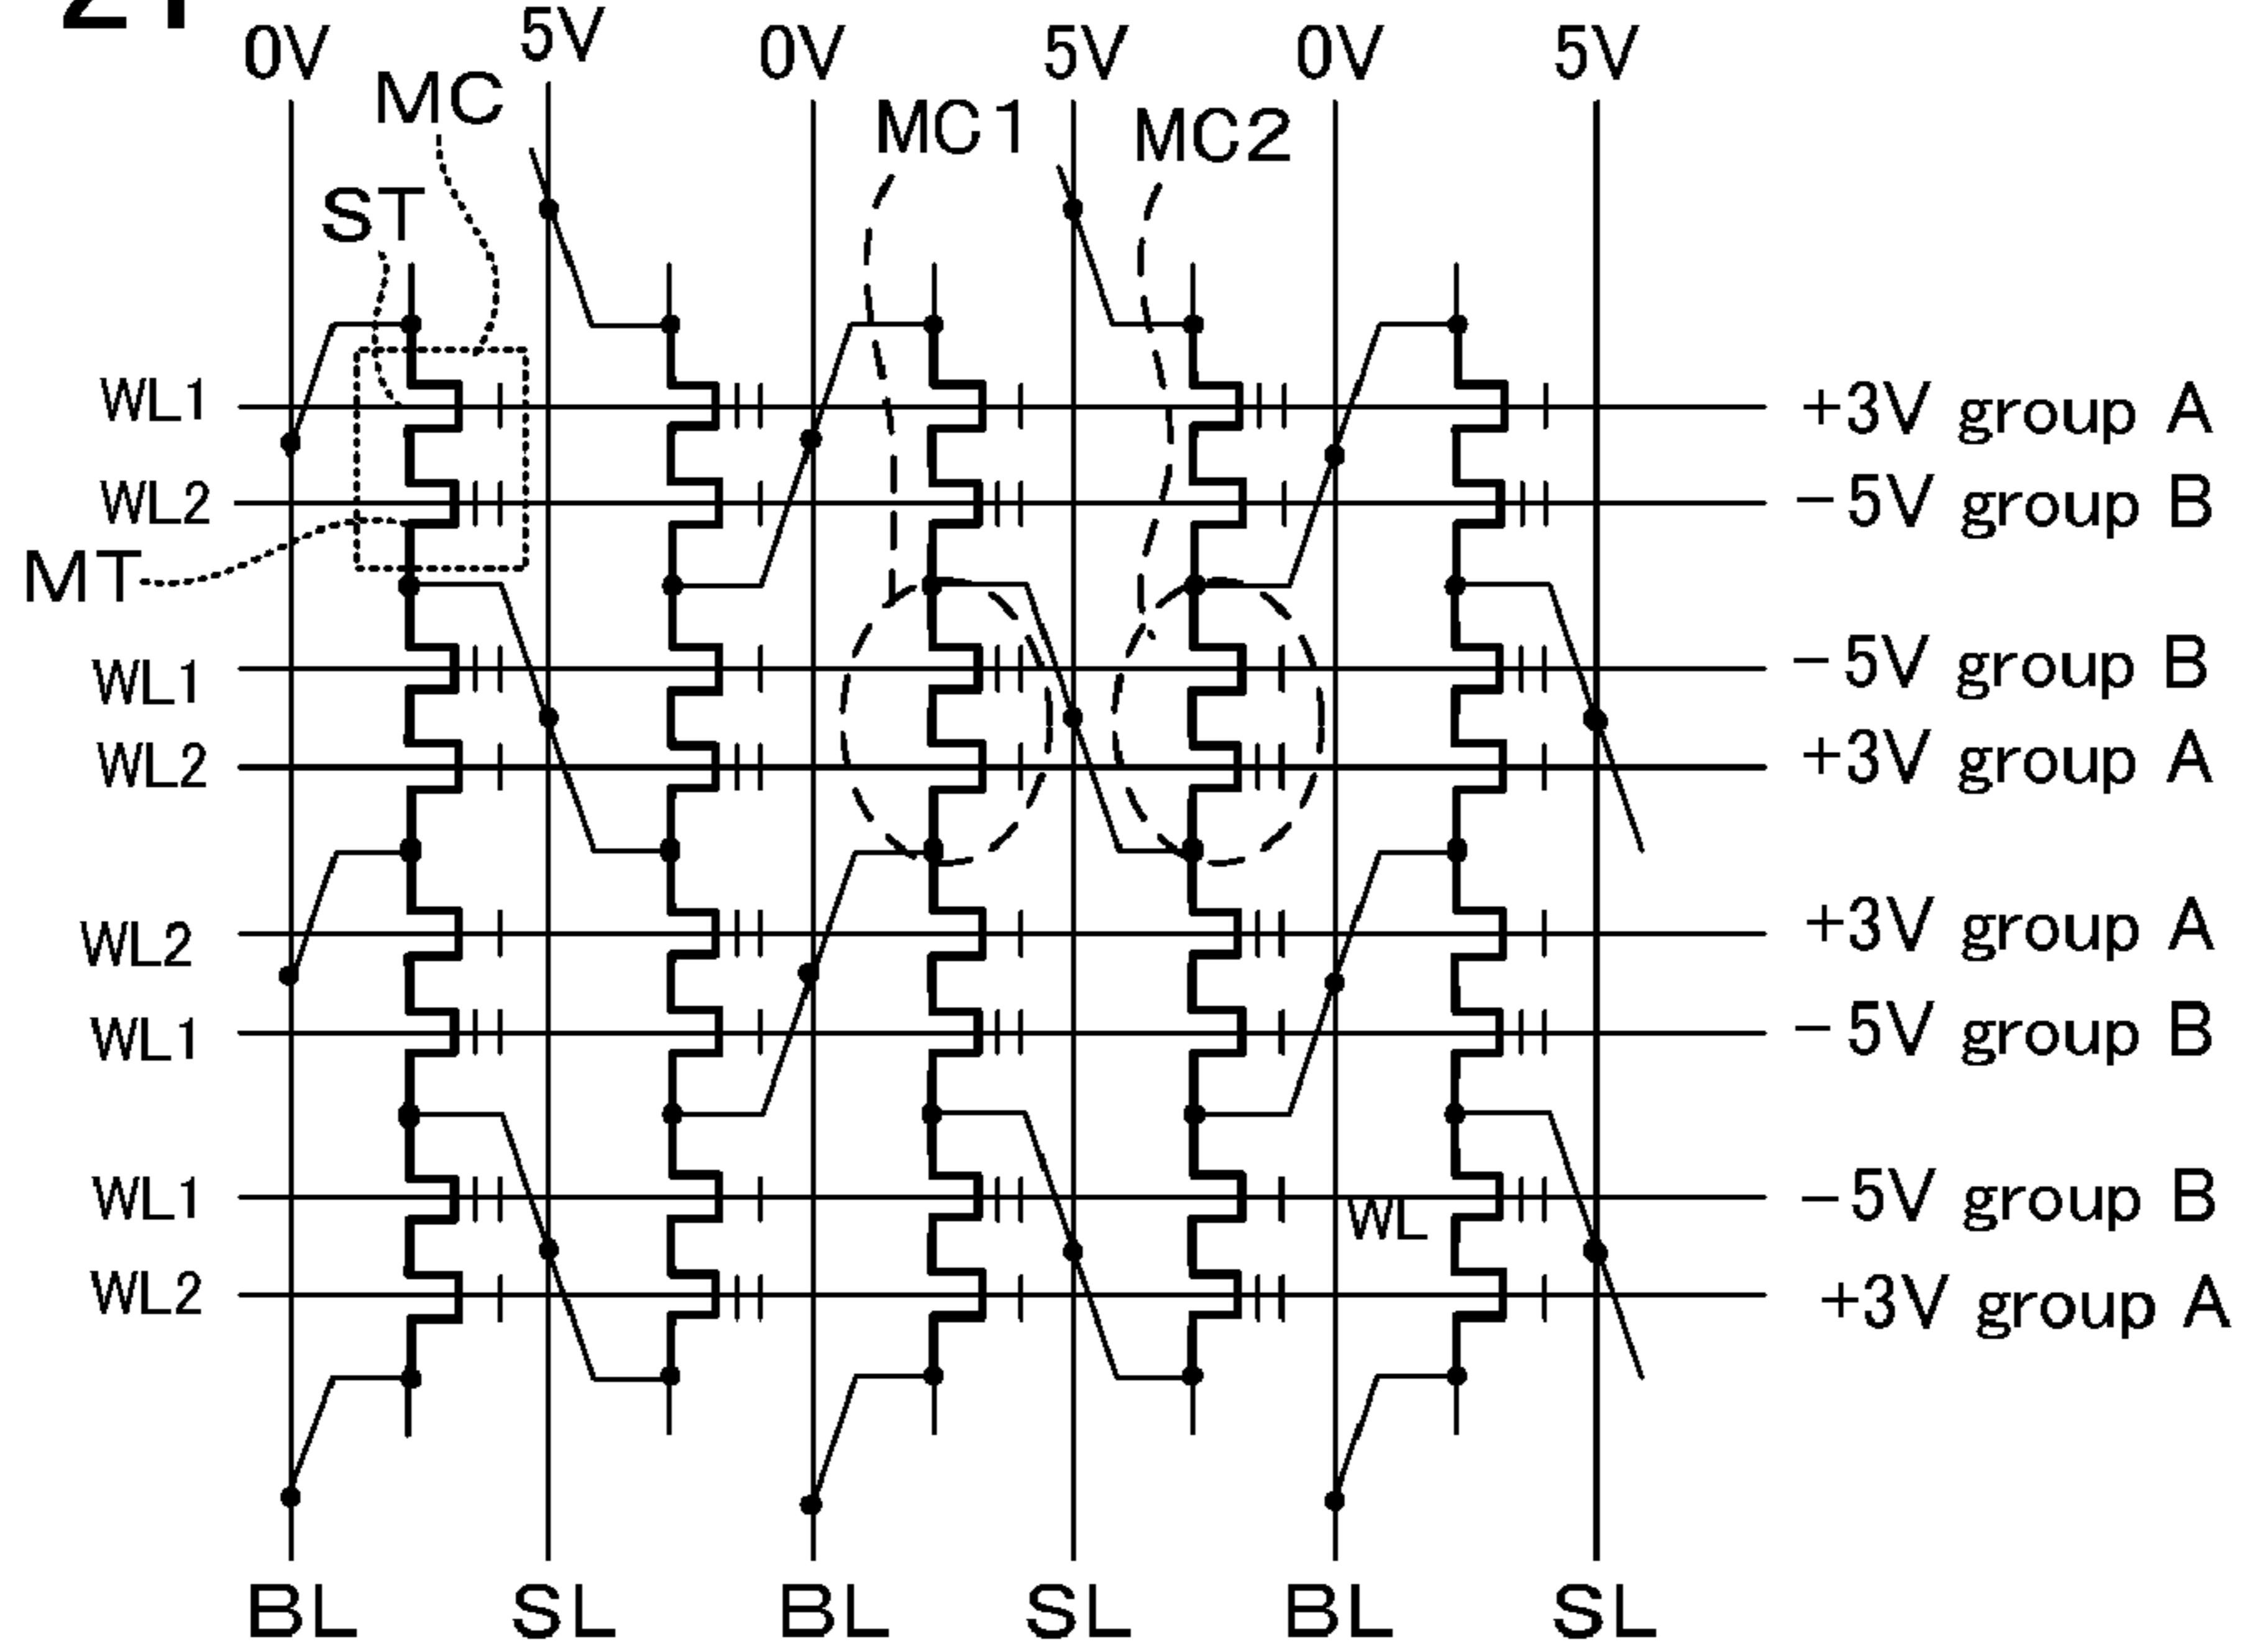 0V 5V 0V 5V 0V 5V
MC MC1 MC2
ST
WL1 +3V group A
WL2 -5V group B
MT
WL1 -5V group B
WL2 +3V group A
WL2 +3V group A
WL1 -5V group B
WL1 WL -5V group B
WL2 +3V group A
BL SL BL SL BL SL